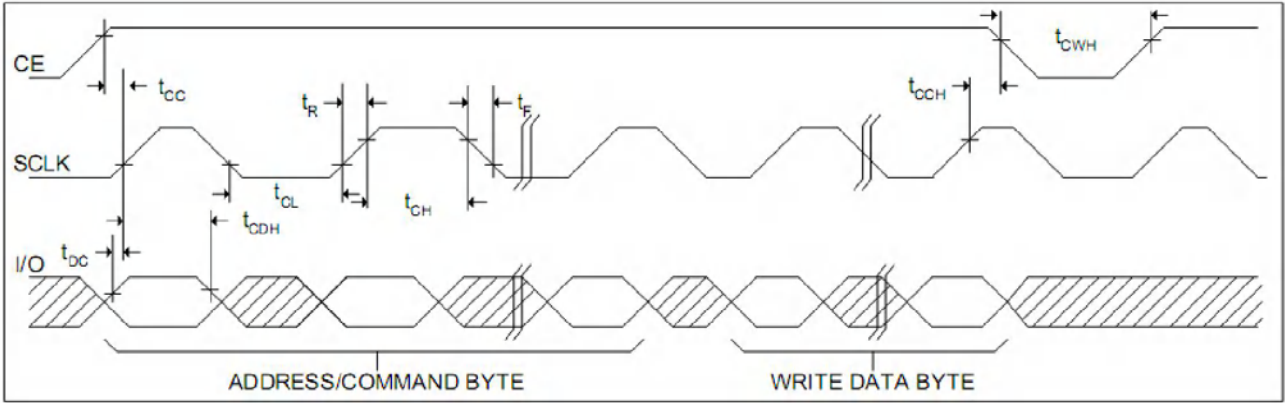 CE
t_CWH
t_CC
t_R
t_F
t_CCH
SCLK
t_CL
t_CH
t_CDH
t_DC
I/O
ADDRESS/COMMAND BYTE
WRITE DATA BYTE